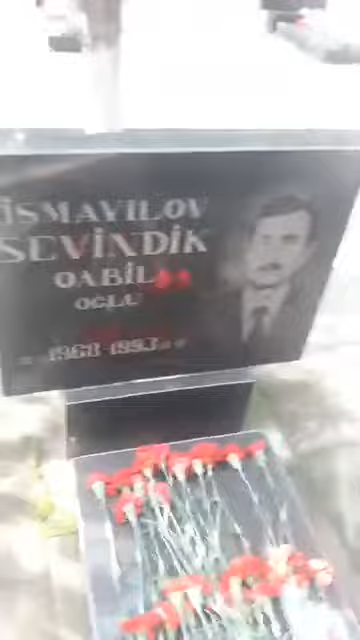 İSMAYILOV
SEVİNDİK
QABİL
OĞLU
1968-1993